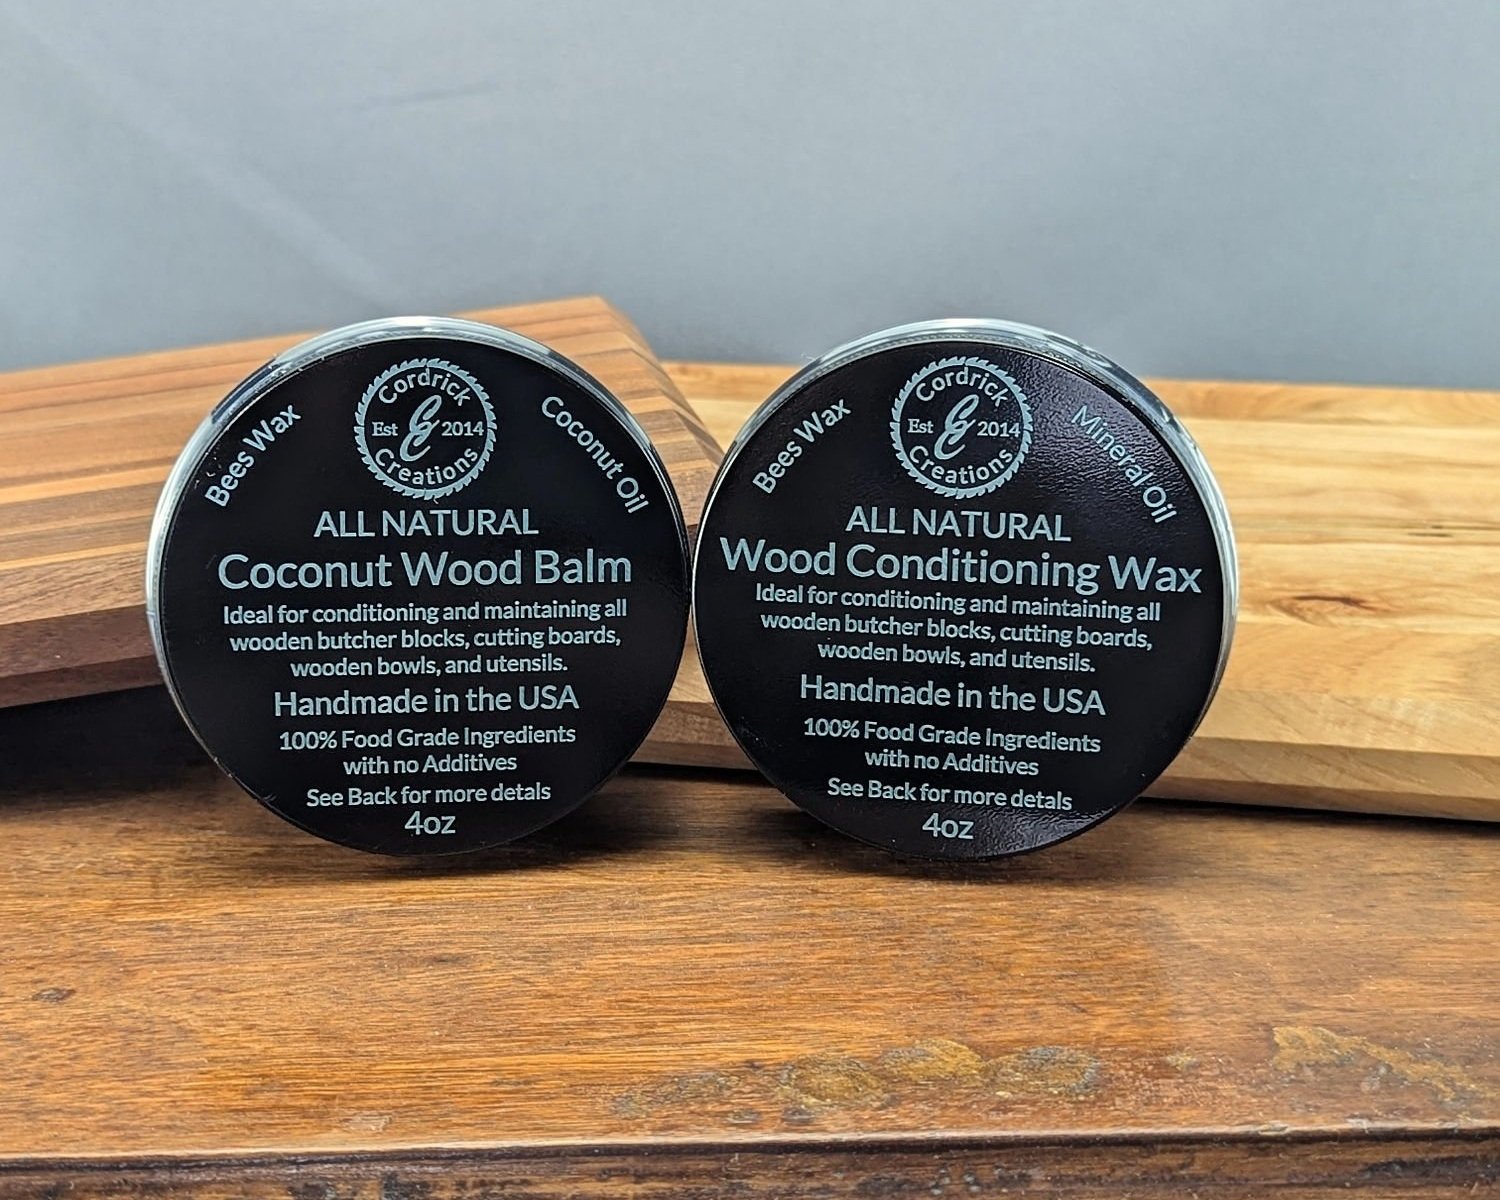 Cordrick
Est 2014
Creations
Bees Wax
Coconut Oil
ALL NATURAL
Coconut Wood Balm
Ideal for conditioning and maintaining all
wooden butcher blocks, cutting boards,
wooden bowls, and utensils.
Handmade in the USA
100% Food Grade Ingredients
with no Additives
See Back for more detals
4oz
Cordrick
Est 2014
Creations
Bees Wax
Mineral Oil
ALL NATURAL
Wood Conditioning Wax
Ideal for conditioning and maintaining all
wooden butcher blocks, cutting boards,
wooden bowls, and utensils.
Handmade in the USA
100% Food Grade Ingredients
with no Additives
See Back for more detals
4oz